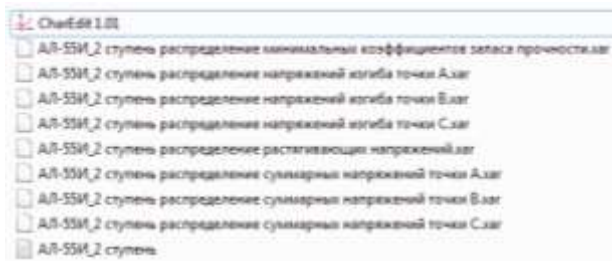 CharEdit 1.01
АЛ-55И_2 ступень распределение минимальных коэффициентов запаса прочности.xar
АЛ-55И_2 ступень распределение напряжений изгиба точки A.xar
АЛ-55И_2 ступень распределение напряжений изгиба точки B.xar
АЛ-55И_2 ступень распределение напряжений изгиба точки C.xar
АЛ-55И_2 ступень распределение растягивающих напряжений.xar
АЛ-55И_2 ступень распределение суммарных напряжений точки A.xar
АЛ-55И_2 ступень распределение суммарных напряжений точки B.xar
АЛ-55И_2 ступень распределение суммарных напряжений точки C.xar
АЛ-55И_2 ступень